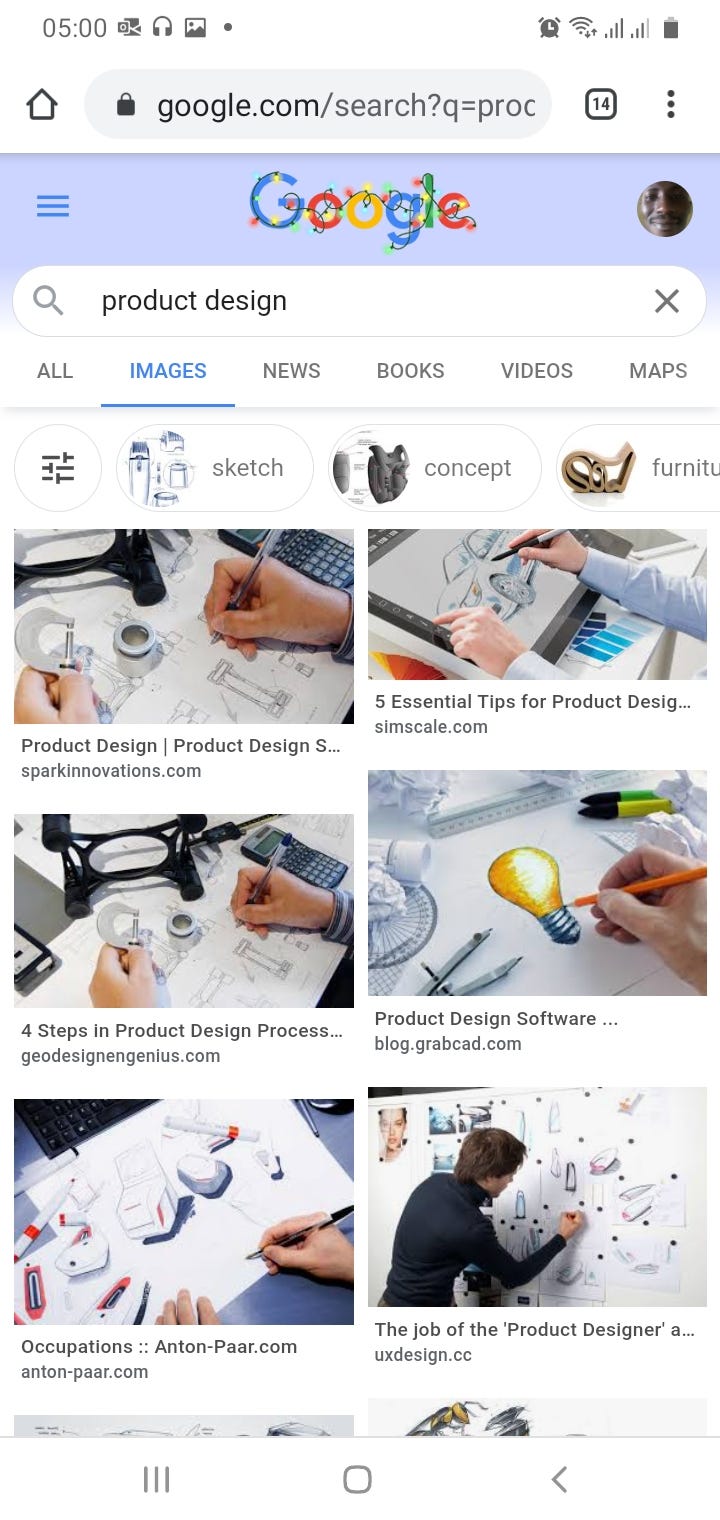 05:00
google.com/search?q=proc
14
Google
product design
ALL IMAGES NEWS BOOKS VIDEOS MAPS
sketch concept furnitu
Product Design | Product Design S...
sparkinnovations.com
5 Essential Tips for Product Desig...
simscale.com
4 Steps in Product Design Process...
geodesignengenius.com
Product Design Software ...
blog.grabcad.com
Occupations :: Anton-Paar.com
anton-paar.com
The job of the 'Product Designer' a...
uxdesign.cc